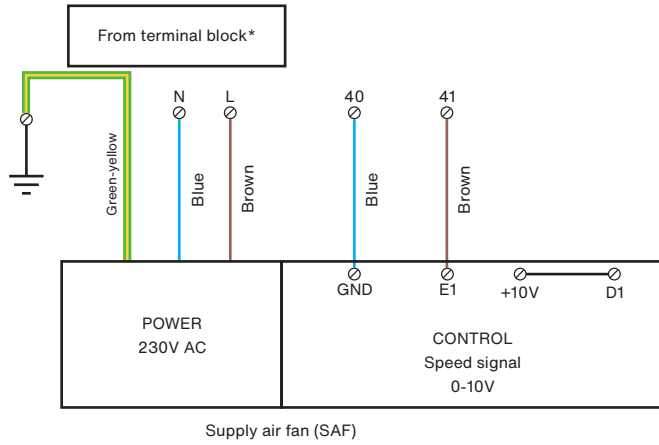 From terminal block*
N
L
40
41
Green-yellow
Blue
Brown
Blue
Brown
GND
E1
+10V
D1
POWER
230V AC
CONTROL
Speed signal
0-10V
Supply air fan (SAF)